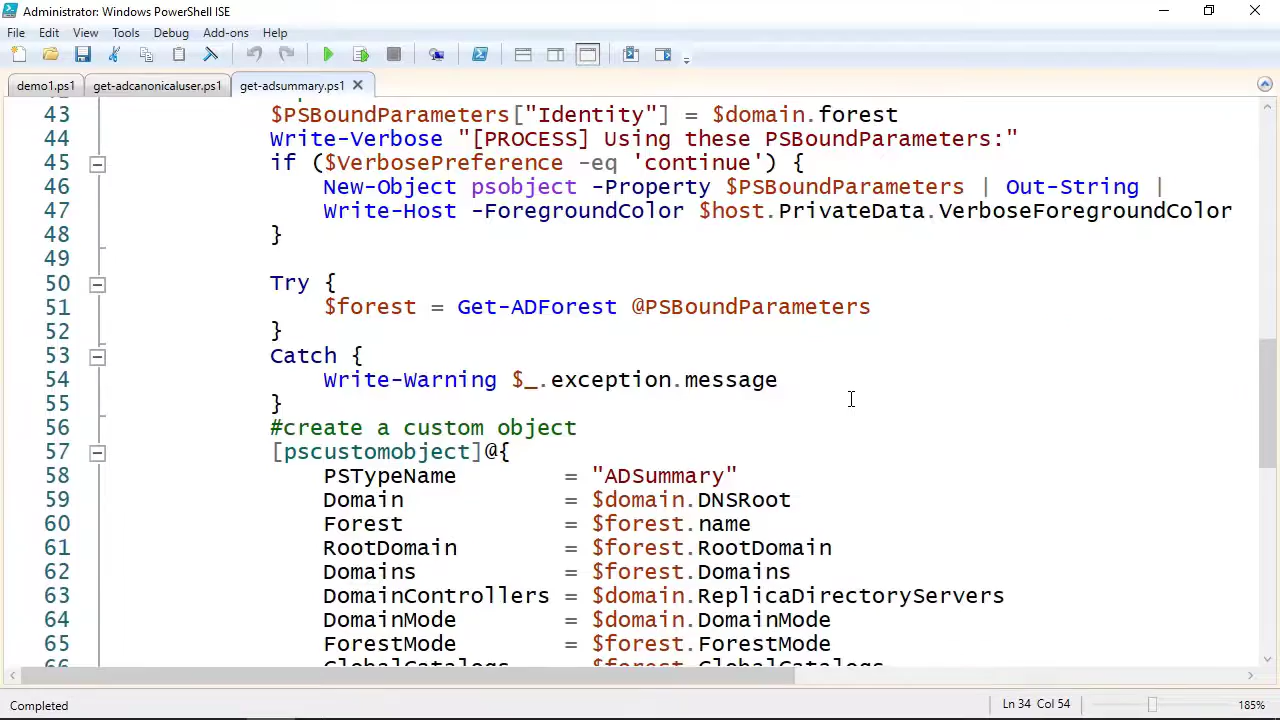 Administrator: Windows PowerShell ISE
File Edit View Tools Debug Add-ons Help
demo1.ps1 get-adcanonicaluser.ps1 get-adsummary.ps1
43 $PSBoundParameters["Identity"] = $domain.forest
44 Write-Verbose "[PROCESS] Using these PSBoundParameters:"
45 if ($VerbosePreference -eq 'continue') {
46 New-Object psobject -Property $PSBoundParameters | Out-String |
47 Write-Host -ForegroundColor $host.PrivateData.VerboseForegroundColor
48 }
49
50 Try {
51 $forest = Get-ADForest @PSBoundParameters
52 }
53 Catch {
54 Write-Warning $_.exception.message
55 }
56 #create a custom object
57 [pscustomobject]@{
58 PSTypeName = "ADSummary"
59 Domain = $domain.DNSRoot
60 Forest = $forest.name
61 RootDomain = $forest.RootDomain
62 Domains = $forest.Domains
63 DomainControllers = $domain.ReplicaDirectoryServers
64 DomainMode = $domain.DomainMode
65 ForestMode = $forest.ForestMode
66 GlobalCatalogs = $forest.GlobalCatalogs
Completed Ln 34 Col 54 185%